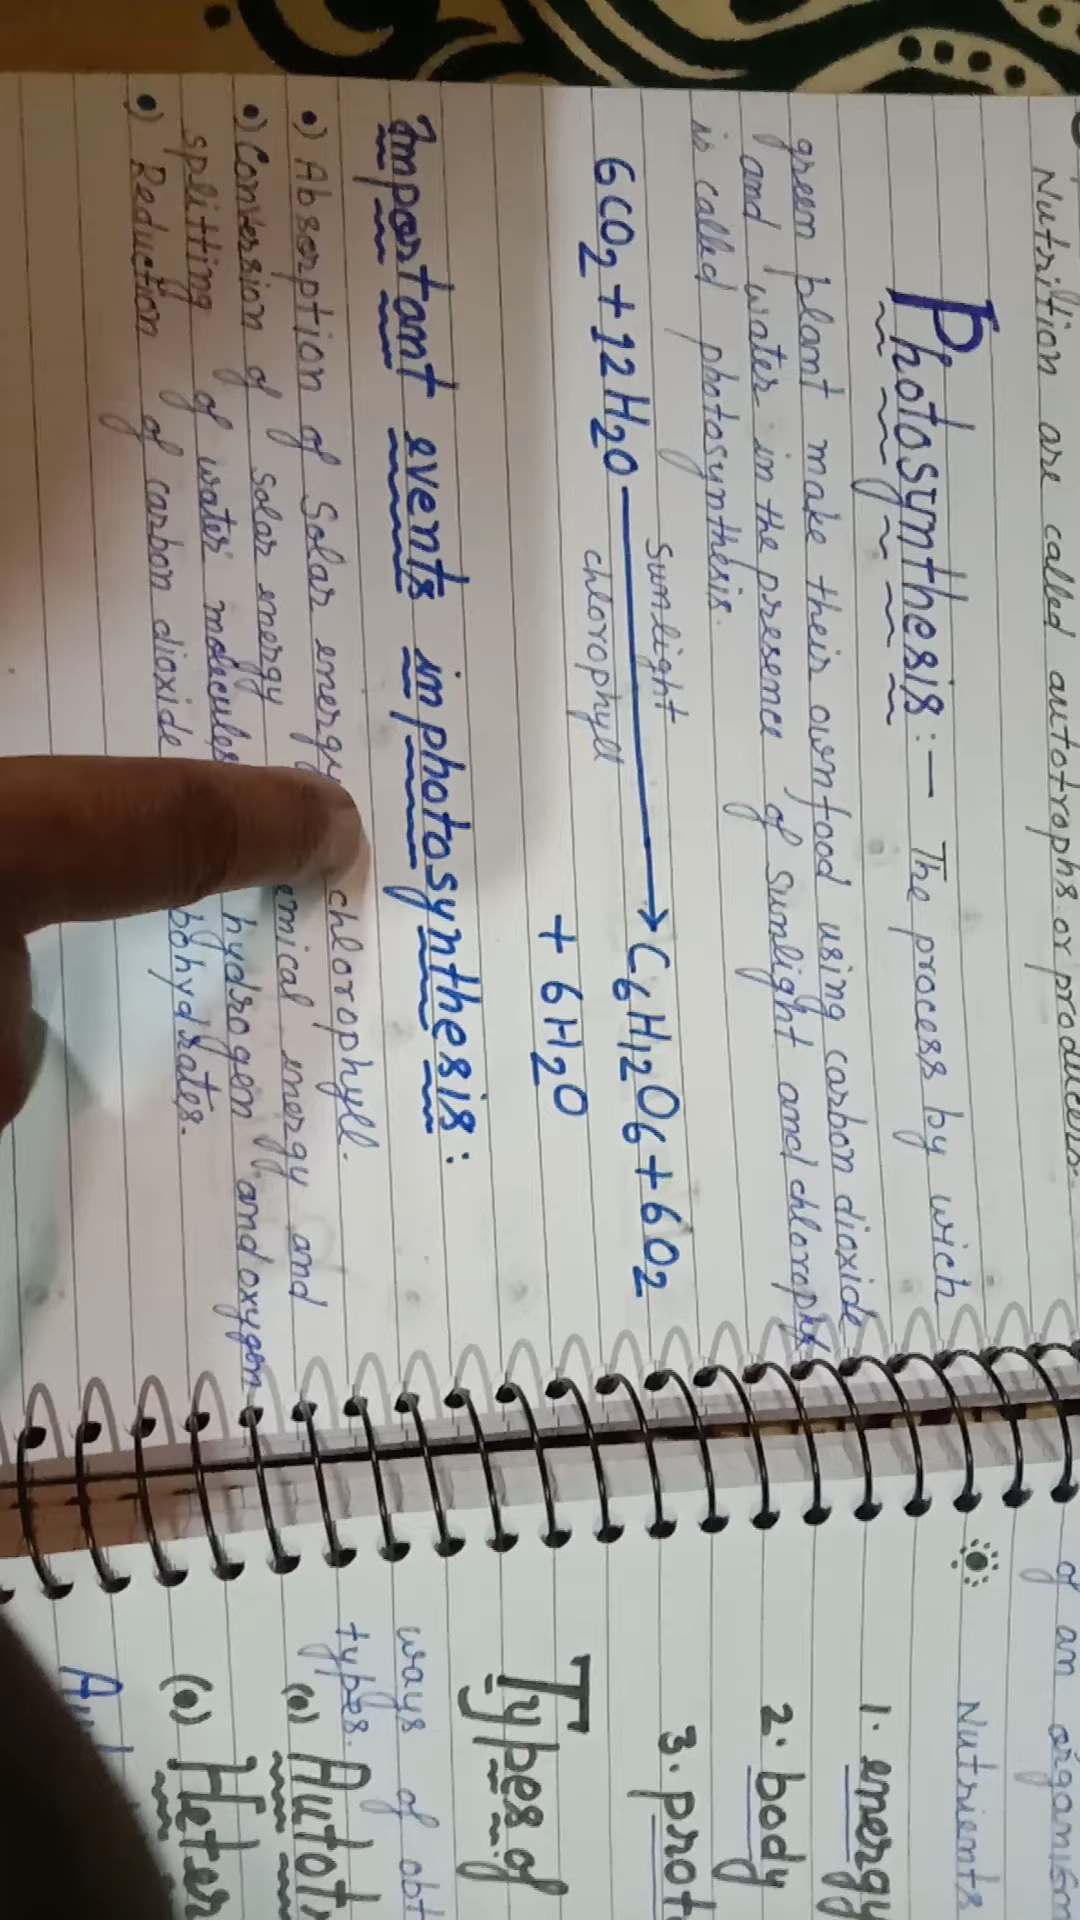 Nutrition are called autotrophs or producers.
Photosynthesis:— The process by wich
green plant make their own food using carbon dioxide
and water in the presence of sunlight and chlorophyll
is called photosynthesis.
Sunlight
6CO2 + 12H2O → C6H12O6 + 6O2
chlorophyll
+ 6H2O
Important events in photosynthesis:
•) Absorption of Solar energy chlorophyll.
•) Conversion of solar energy emical energy and
splitting of water molecules hydrogen and oxygen
•) Reduction of carbon dioxide bohydrates.
of an organism
Nutrients
1. energy
2. body
3. prot
Types of
ways of obt
types.
(•) Autotr
(•) Heter